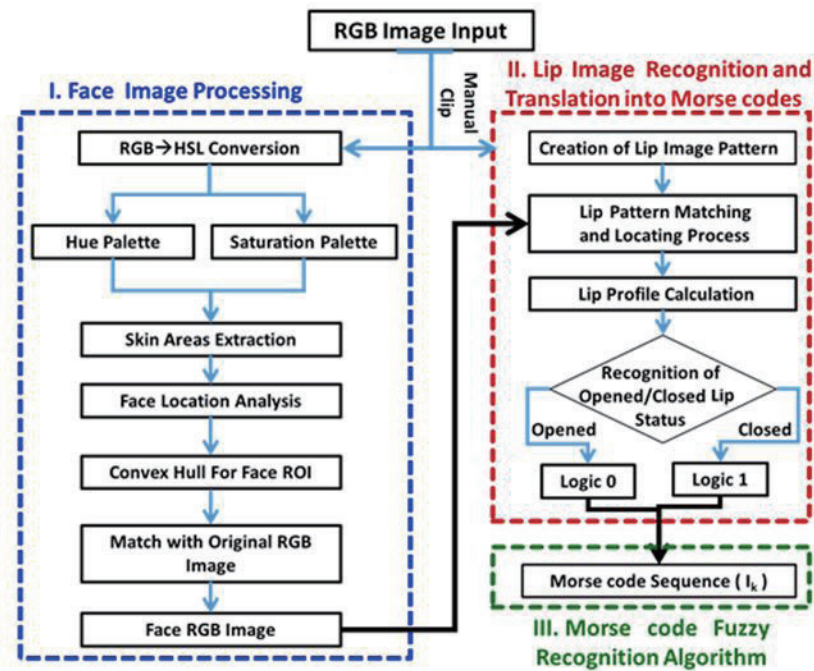 RGB Image Input
I. Face Image Processing
Manual
Clip
II. Lip Image Recognition and
Translation into Morse codes
RGB→HSL Conversion
Hue Palette
Saturation Palette
Skin Areas Extraction
Face Location Analysis
Convex Hull For Face ROI
Match with Original RGB
Image
Face RGB Image
Creation of Lip Image Pattern
Lip Pattern Matching
and Locating Process
Lip Profile Calculation
Recognition of
Opened/Closed Lip
Status
Opened
Closed
Logic 0
Logic 1
Morse code Sequence ( Iₖ )
III. Morse code Fuzzy
Recognition Algorithm